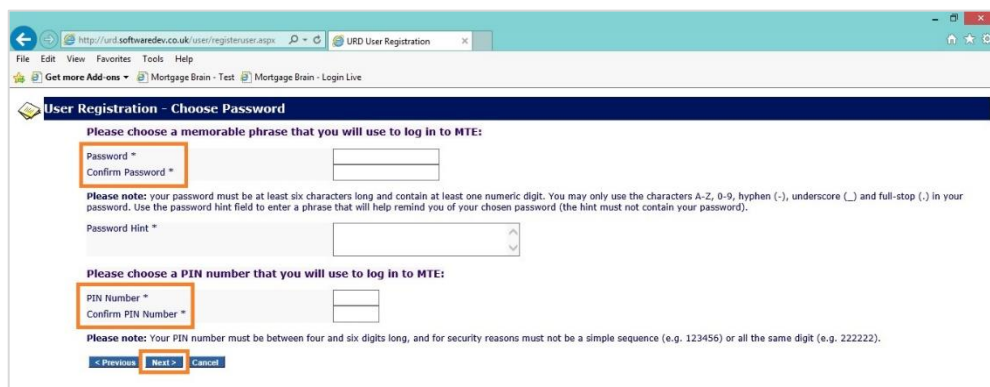 http://urd.softwaredev.co.uk/user/registeruser.aspx
URD User Registration
File Edit View Favorites Tools Help
Get more Add-ons Mortgage Brain - Test Mortgage Brain - Login Live
User Registration - Choose Password
Please choose a memorable phrase that you will use to log in to MTE:
Password *
Confirm Password *
Please note: your password must be at least six characters long and contain at least one numeric digit. You may only use the characters A-Z, 0-9, hyphen (-), underscore (_) and full-stop (.) in your
password. Use the password hint field to enter a phrase that will help remind you of your chosen password (the hint must not contain your password).
Password Hint *
Please choose a PIN number that you will use to log in to MTE:
PIN Number *
Confirm PIN Number *
Please note: Your PIN number must be between four and six digits long, and for security reasons must not be a simple sequence (e.g. 123456) or all the same digit (e.g. 222222).
< Previous Next > Cancel